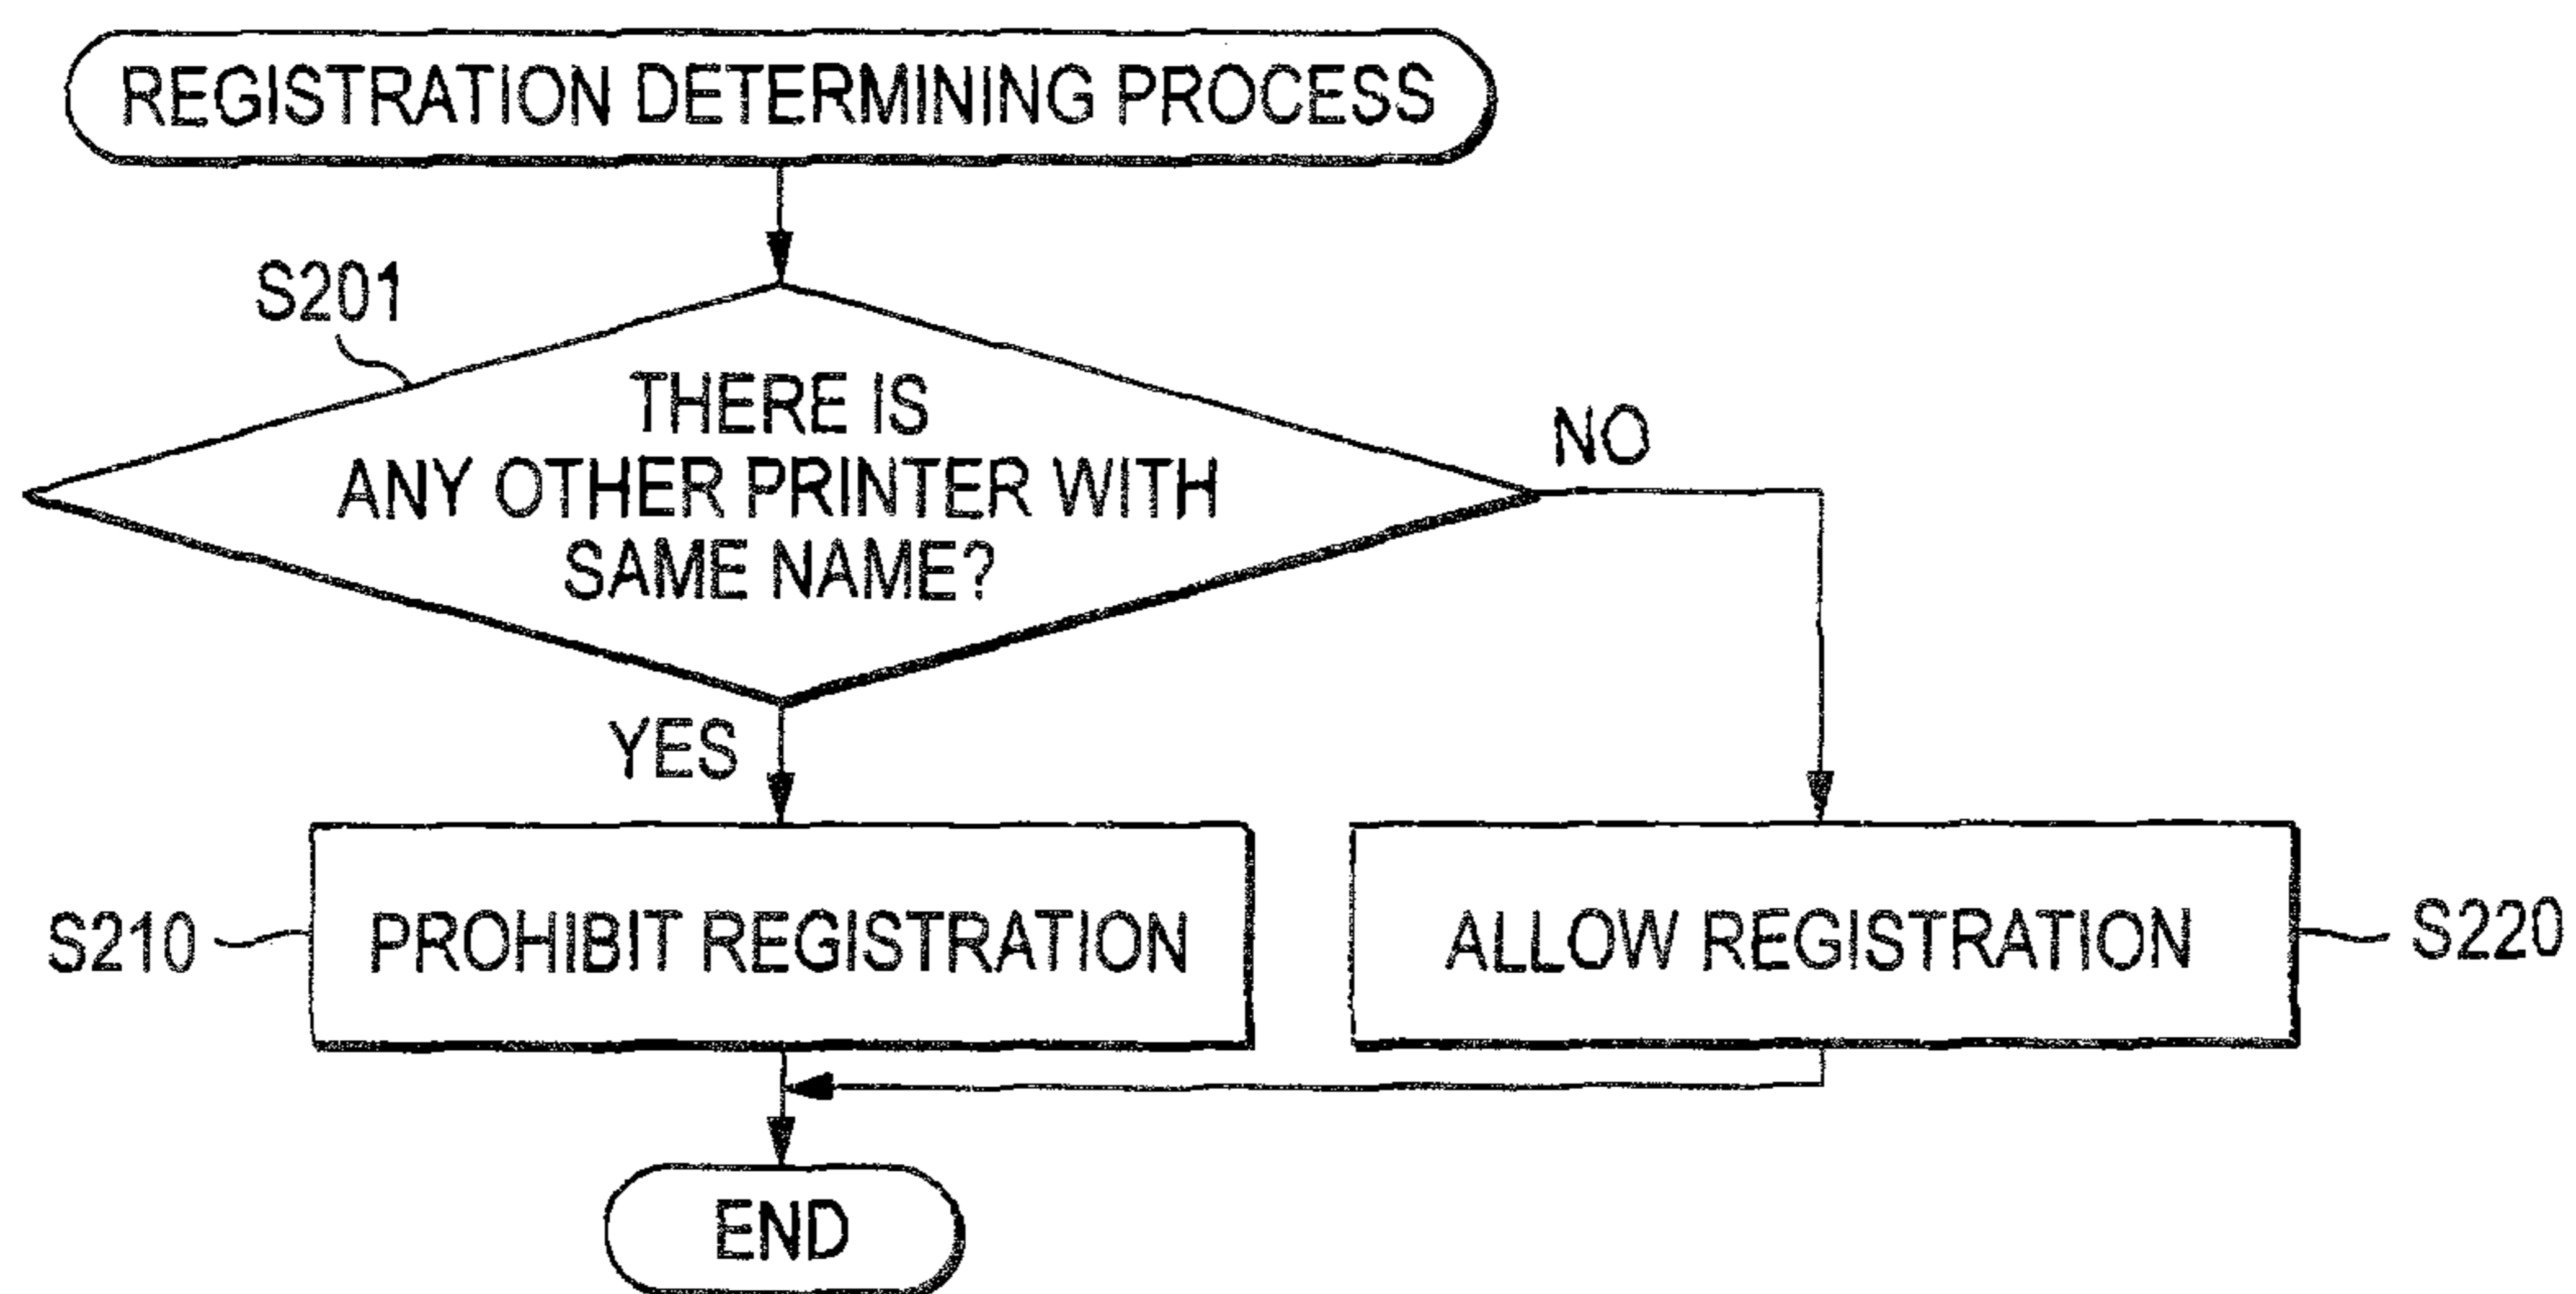 REGISTRATION DETERMINING PROCESS
S201
THERE IS
ANY OTHER PRINTER WITH
SAME NAME?
NO
YES
S210
PROHIBIT REGISTRATION
ALLOW REGISTRATION
S220
END